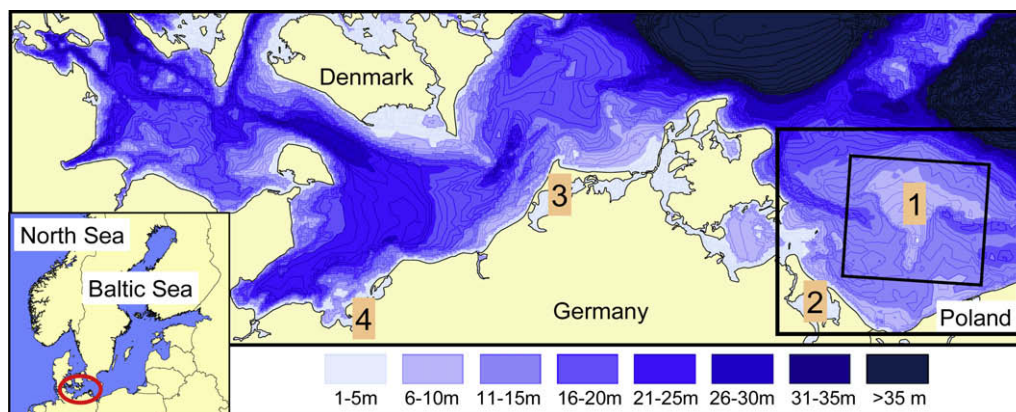 Denmark
1
3
North Sea
Baltic Sea
2
4
Germany
Poland
1-5m 6-10m 11-15m 16-20m 21-25m 26-30m 31-35m >35 m